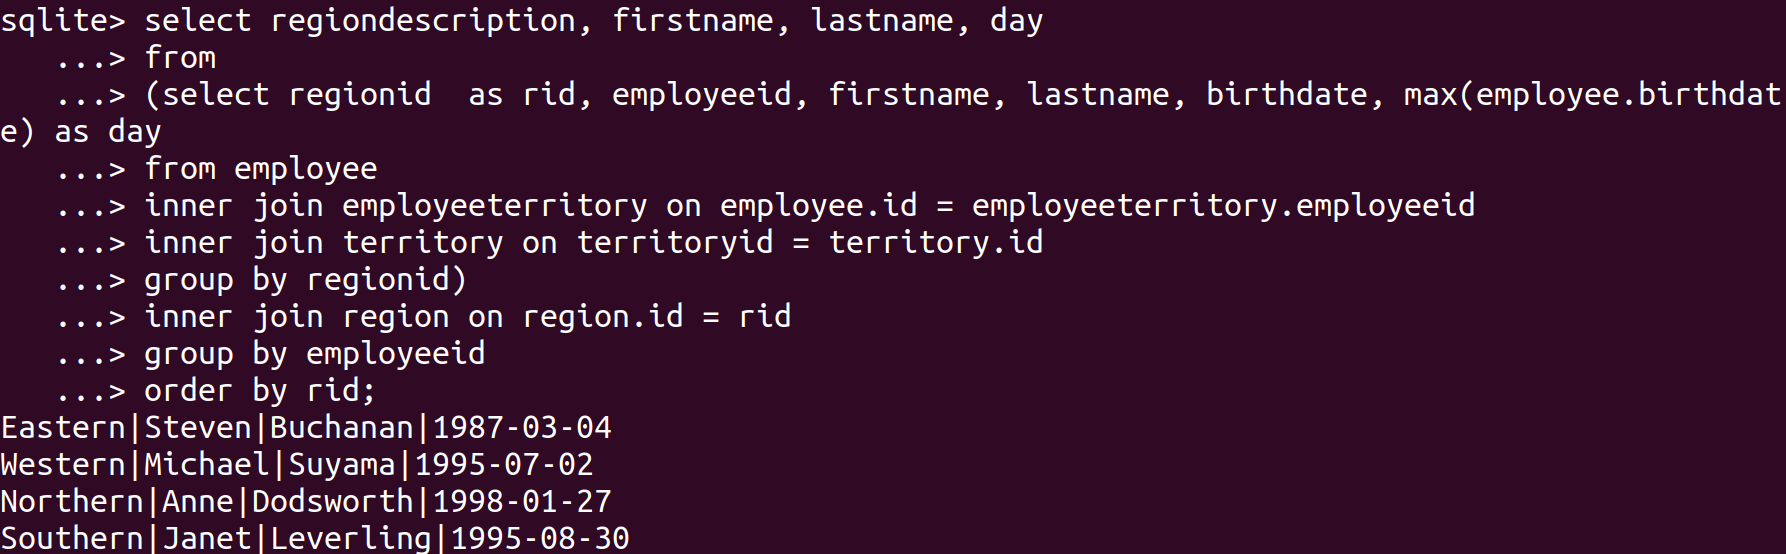 sqlite> select regiondescription, firstname, lastname, day
   ...> from
   ...> (select regionid  as rid, employeeid, firstname, lastname, birthdate, max(employee.birthdat
e) as day
   ...> from employee
   ...> inner join employeeterritory on employee.id = employeeterritory.employeeid
   ...> inner join territory on territoryid = territory.id
   ...> group by regionid)
   ...> inner join region on region.id = rid
   ...> group by employeeid
   ...> order by rid;
Eastern|Steven|Buchanan|1987-03-04
Western|Michael|Suyama|1995-07-02
Northern|Anne|Dodsworth|1998-01-27
Southern|Janet|Leverling|1995-08-30